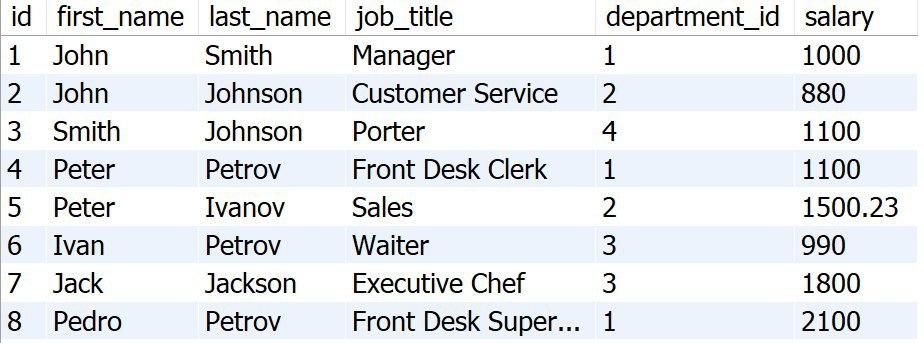 id first_name last_name job_title department_id salary
1 John Smith Manager 1 1000
2 John Johnson Customer Service 2 880
3 Smith Johnson Porter 4 1100
4 Peter Petrov Front Desk Clerk 1 1100
5 Peter Ivanov Sales 2 1500.23
6 Ivan Petrov Waiter 3 990
7 Jack Jackson Executive Chef 3 1800
8 Pedro Petrov Front Desk Super... 1 2100